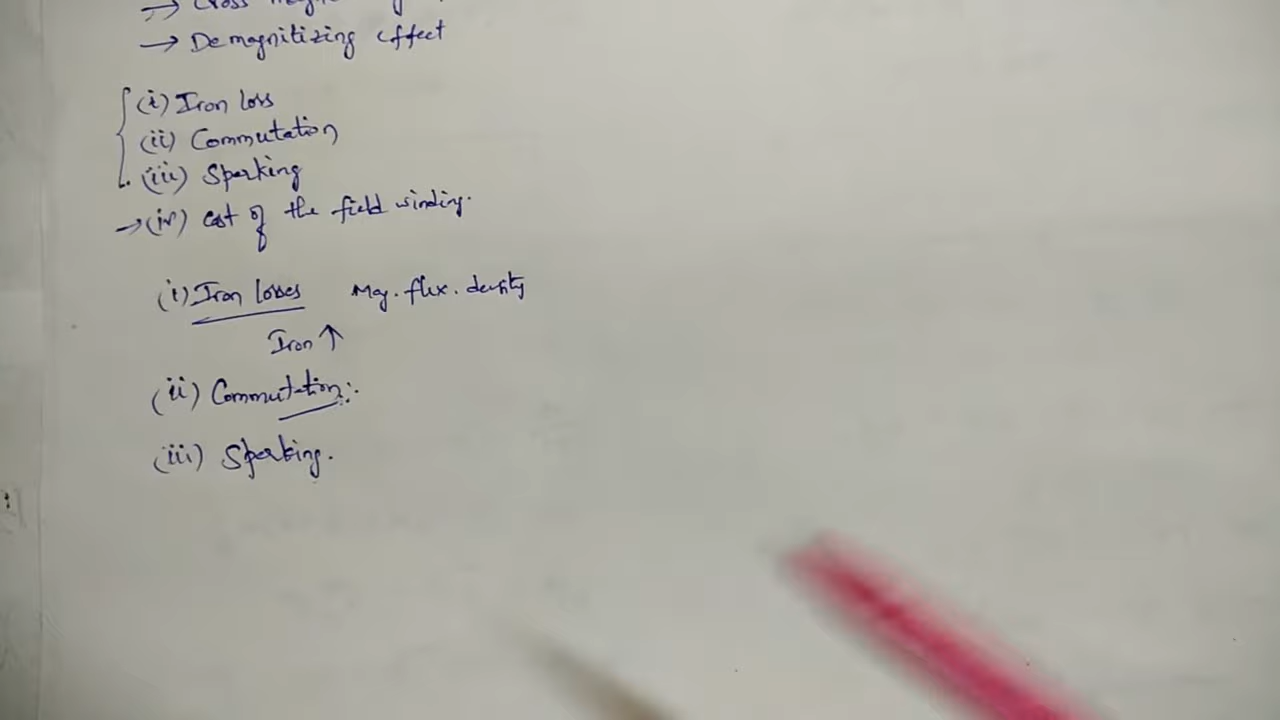 → Cross
→ Demagnitizing effect
(i) Iron loss
(ii) Commutation
(iii) Sparking
→ (iv) Cost of the field winding.
(i) Iron losses Mag. flux. density
Iron ↑
(ii) Commutation:
(iii) Sparking.